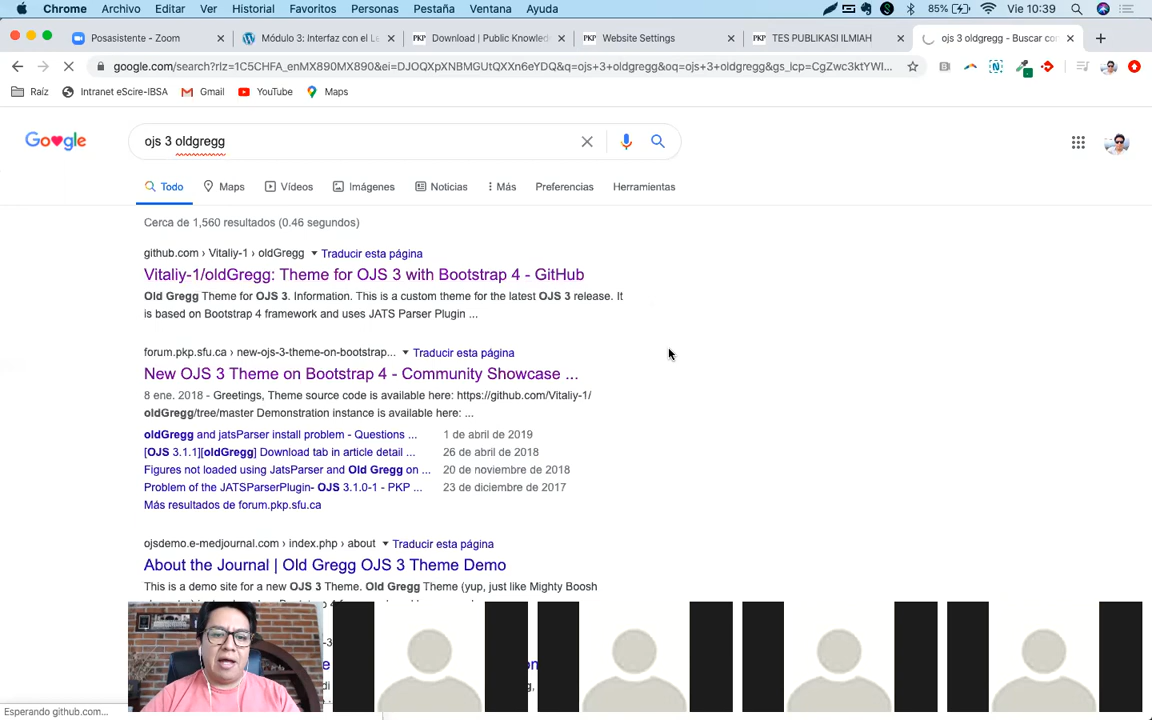 Chrome Archivo Editar Ver Historial Favoritos Personas Pestaña Ventana Ayuda 85% Vie 10:39
Posasistente - Zoom Módulo 3: Interfaz con el L Download | Public Knowled Website Settings TES PUBLIKASI ILMIAH ojs 3 oldgregg - Buscar con
google.com/search?rlz=1C5CHFA_enMX890MX890&ei=DJOQXpXNBMGUtQXXn6eYDQ&q=ojs+3+oldgregg&oq=ojs+3+oldgregg&gs_lcp=CgZwc3ktYWI...
Raíz Intranet eScire-IBSA Gmail YouTube Maps
Google ojs 3 oldgregg
Todo Maps Vídeos Imágenes Noticias Más Preferencias Herramientas
Cerca de 1,560 resultados (0.46 segundos)
github.com › Vitaliy-1 › oldGregg Traducir esta página
Vitaliy-1/oldGregg: Theme for OJS 3 with Bootstrap 4 - GitHub
Old Gregg Theme for OJS 3. Information. This is a custom theme for the latest OJS 3 release. It
is based on Bootstrap 4 framework and uses JATS Parser Plugin ...
forum.pkp.sfu.ca › new-ojs-3-theme-on-bootstrap... Traducir esta página
New OJS 3 Theme on Bootstrap 4 - Community Showcase ...
8 ene. 2018 - Greetings, Theme source code is available here: https://github.com/Vitaliy-1/
oldGregg/tree/master Demonstration instance is available here: ...
oldGregg and jatsParser install problem - Questions ... 1 de abril de 2019
[OJS 3.1.1][oldGregg] Download tab in article detail ... 26 de abril de 2018
Figures not loaded using JatsParser and Old Gregg on ... 20 de noviembre de 2018
Problem of the JATSParserPlugin- OJS 3.1.0-1 - PKP ... 23 de diciembre de 2017
Más resultados de forum.pkp.sfu.ca
ojsdemo.e-medjournal.com › index.php › about Traducir esta página
About the Journal | Old Gregg OJS 3 Theme Demo
This is a demo site for a new OJS 3 Theme. Old Gregg Theme (yup, just like Mighty Boosh
Esperando github.com...